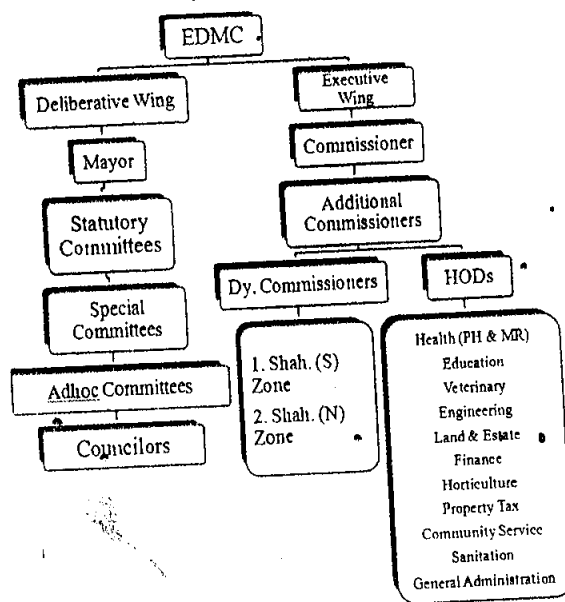 EDMC
Deliberative Wing
Executive
Wing
Mayor
Commissioner
Statutory
Committees
Additional
Commissioners
Special
Committees
Dy. Commissioners
HODs
Adhoc Committees
Councilors
1. Shah. (S)
Zone
2. Shah. (N)
Zone
Health (PH & MR)
Education
Veterinary
Engineering
Land & Estate
Finance
Horticulture
Property Tax
Community Service
Sanitation
General Administration